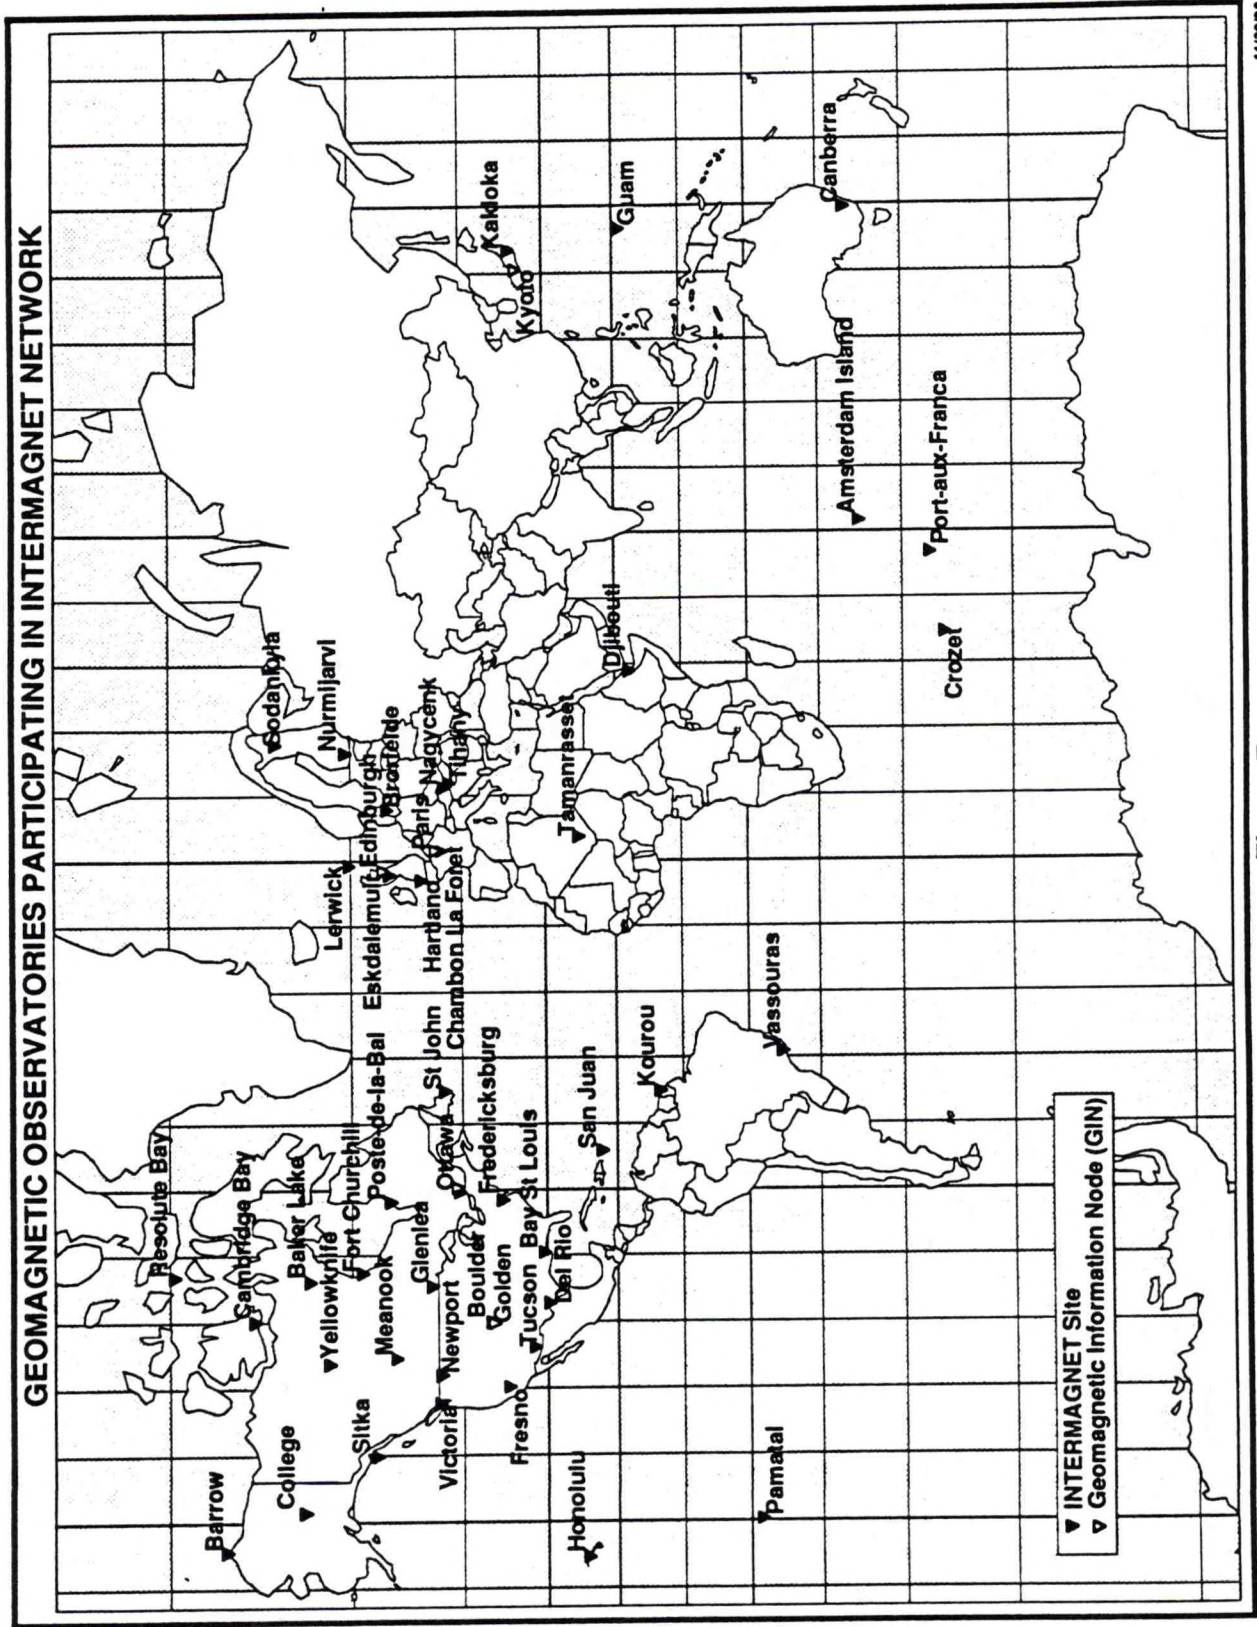 GEOMAGNETIC OBSERVATORIES PARTICIPATING IN INTERMAGNET NETWORK
Barrow
College
Sitka
Victoria
Fresno
Honolulu
Pamatai
Resolute Bay
Cambridge Bay
Baker Lake
Yellowknife
Fort Churchill
Meanook
Poste-de-la-Bal
Glenlea
Newport
Ottawa
St John
Boulder
Golden
Fredericksburg
Tucson
Bay St Louis
Del Rio
San Juan
Kourou
Vassouras
Lerwick
Eskdalemuir
Edinburgh
Hartland
Chambon La Foret
Paris
Nagycenk
Tihany
Sodankyla
Nurmijarvi
Tamanrasset
Djibouti
Crozet
Port-aux-Franca
Amsterdam Island
Kakioka
Kyoto
Guam
Canberra
INTERMAGNET Site
Geomagnetic Information Node (GIN)